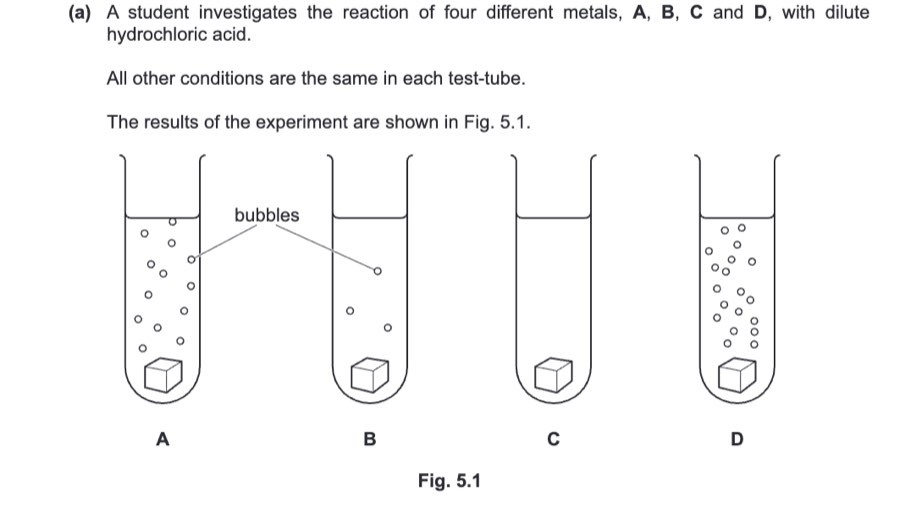 (a) A student investigates the reaction of four different metals, A, B, C and D, with dilute
hydrochloric acid.
All other conditions are the same in each test-tube.
The results of the experiment are shown in Fig. 5.1.
bubbles
A B C D
Fig. 5.1